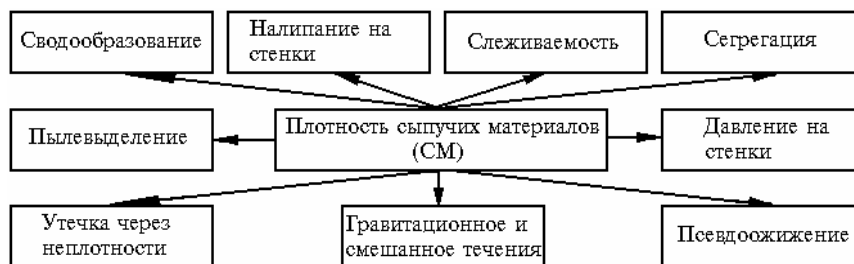 Сводообразование
Налипание на
стенки
Слеживаемость
Сегрегация
Пылевыделение
Плотность сыпучих материалов
(СМ)
Давление на
стенки
Утечка через
неплотности
Гравитационное и
смешанное течения
Псевдоожижение